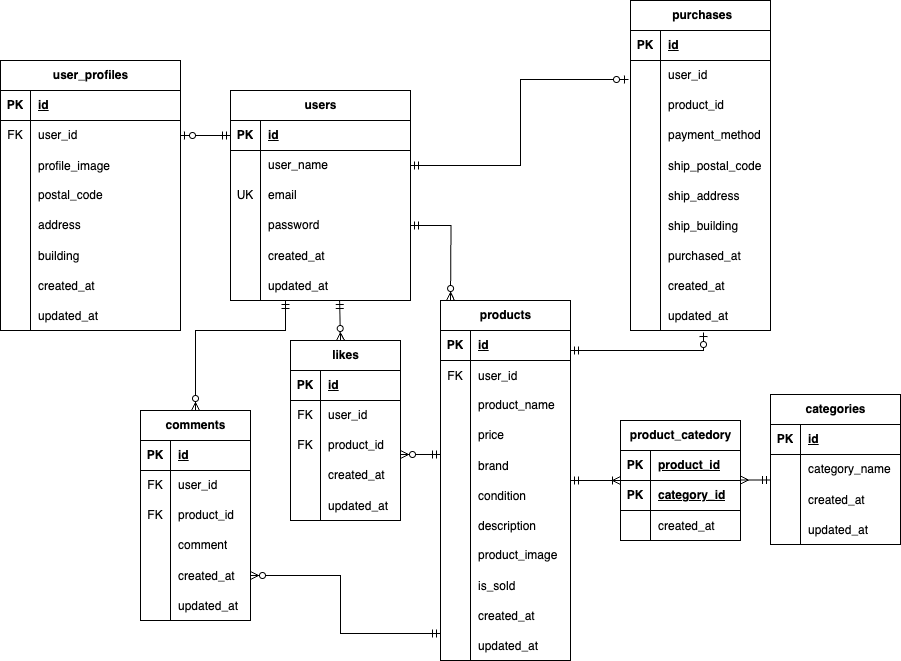 purchases
PK id
user_id
product_id
payment_method
ship_postal_code
ship_address
ship_building
purchased_at
created_at
updated_at
user_profiles
PK id
FK user_id
profile_image
postal_code
address
building
created_at
updated_at
users
PK id
user_name
UK email
password
created_at
updated_at
products
PK id
FK user_id
product_name
price
brand
condition
description
product_image
is_sold
created_at
updated_at
likes
PK id
FK user_id
FK product_id
created_at
updated_at
comments
PK id
FK user_id
FK product_id
comment
created_at
updated_at
product_catedory
PK product_id
PK category_id
created_at
categories
PK id
category_name
created_at
updated_at